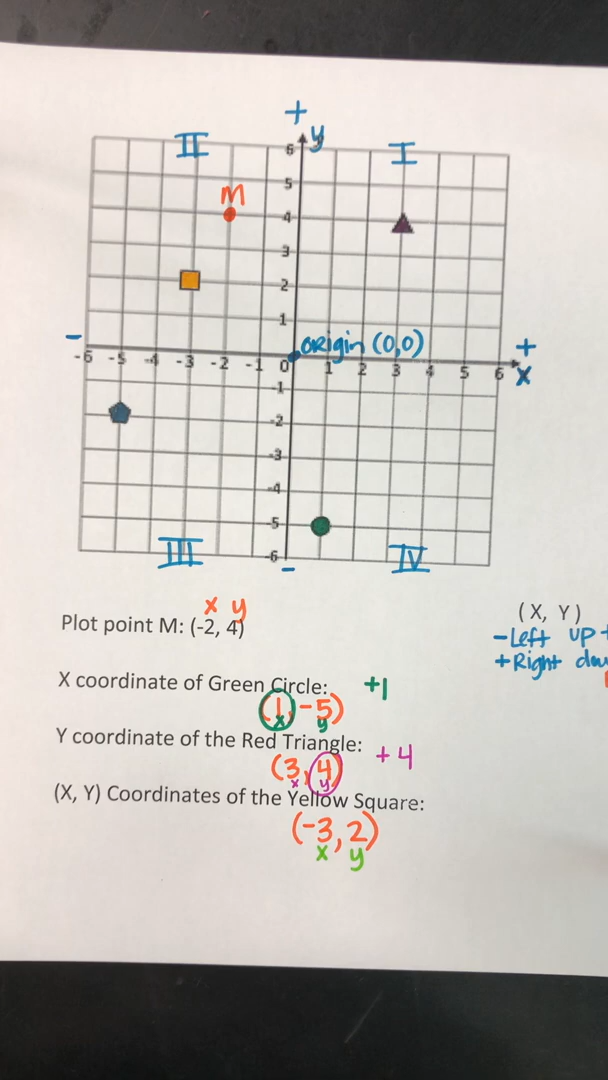 +
y
II
I
6
5
M
4
3
2
1
origin (0,0)
- +
-6 -5 -4 -3 -2 -1 0 1 2 3 4 5 6 X
-1
-2
-3
-4
-5
-6
III IV
-
x y
Plot point M: (-2, 4)
(X, Y)
-Left up +
+Right
X coordinate of Green Circle: +1
(1, -5)
x y
Y coordinate of the Red Triangle: +4
(3, 4)
x y
(X, Y) Coordinates of the Yellow Square:
(-3, 2)
x y